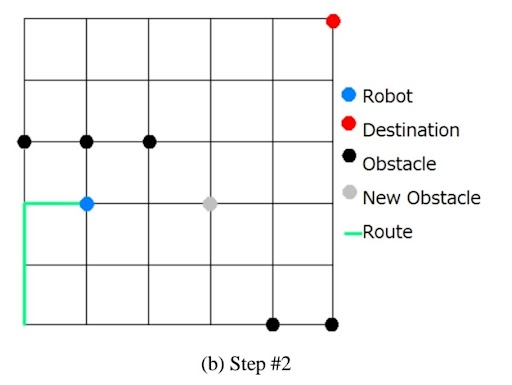 Robot
Destination
Obstacle
New Obstacle
Route
(b) Step #2